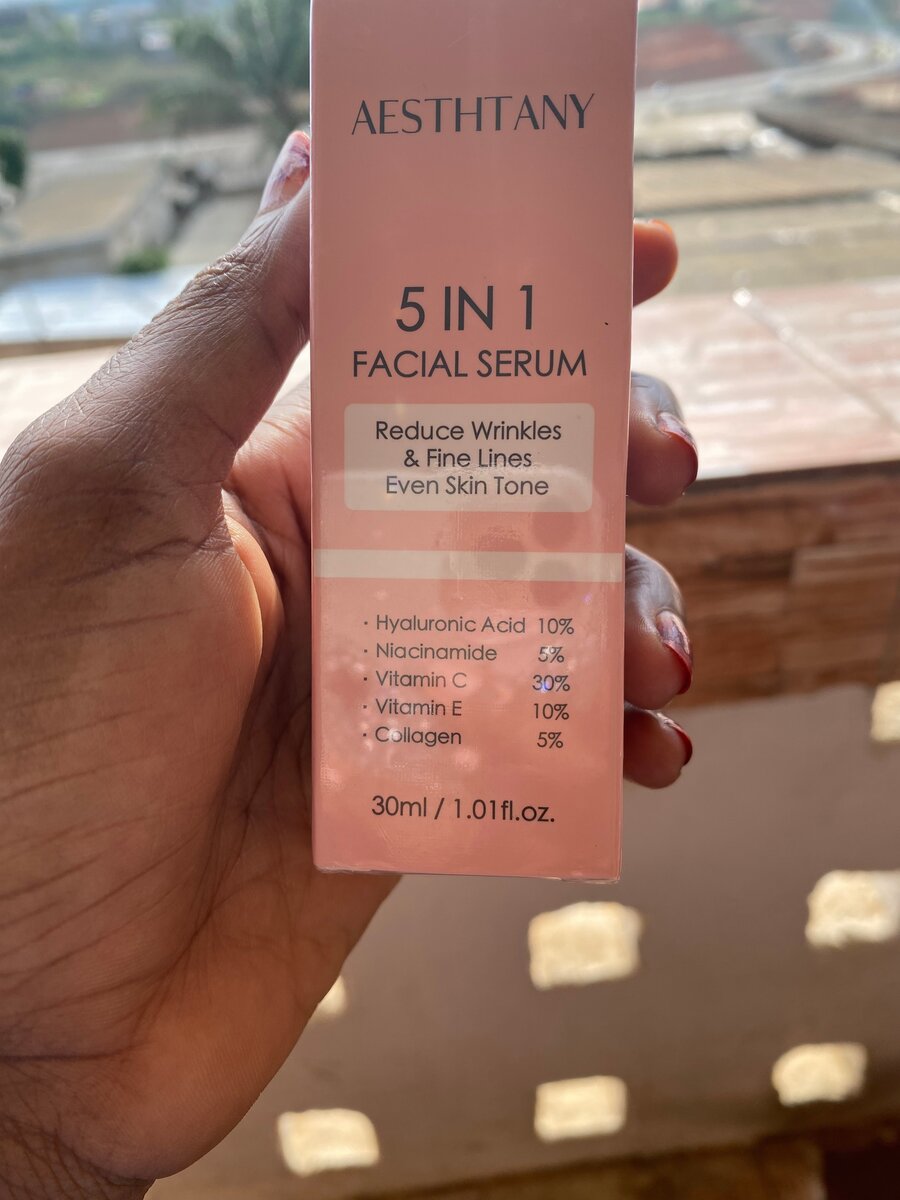 AESTHTANY
5 IN 1
FACIAL SERUM
Reduce Wrinkles
& Fine Lines
Even Skin Tone
· Hyaluronic Acid 10%
· Niacinamide 5%
· Vitamin C 30%
· Vitamin E 10%
· Collagen 5%
30ml / 1.01fl.oz.